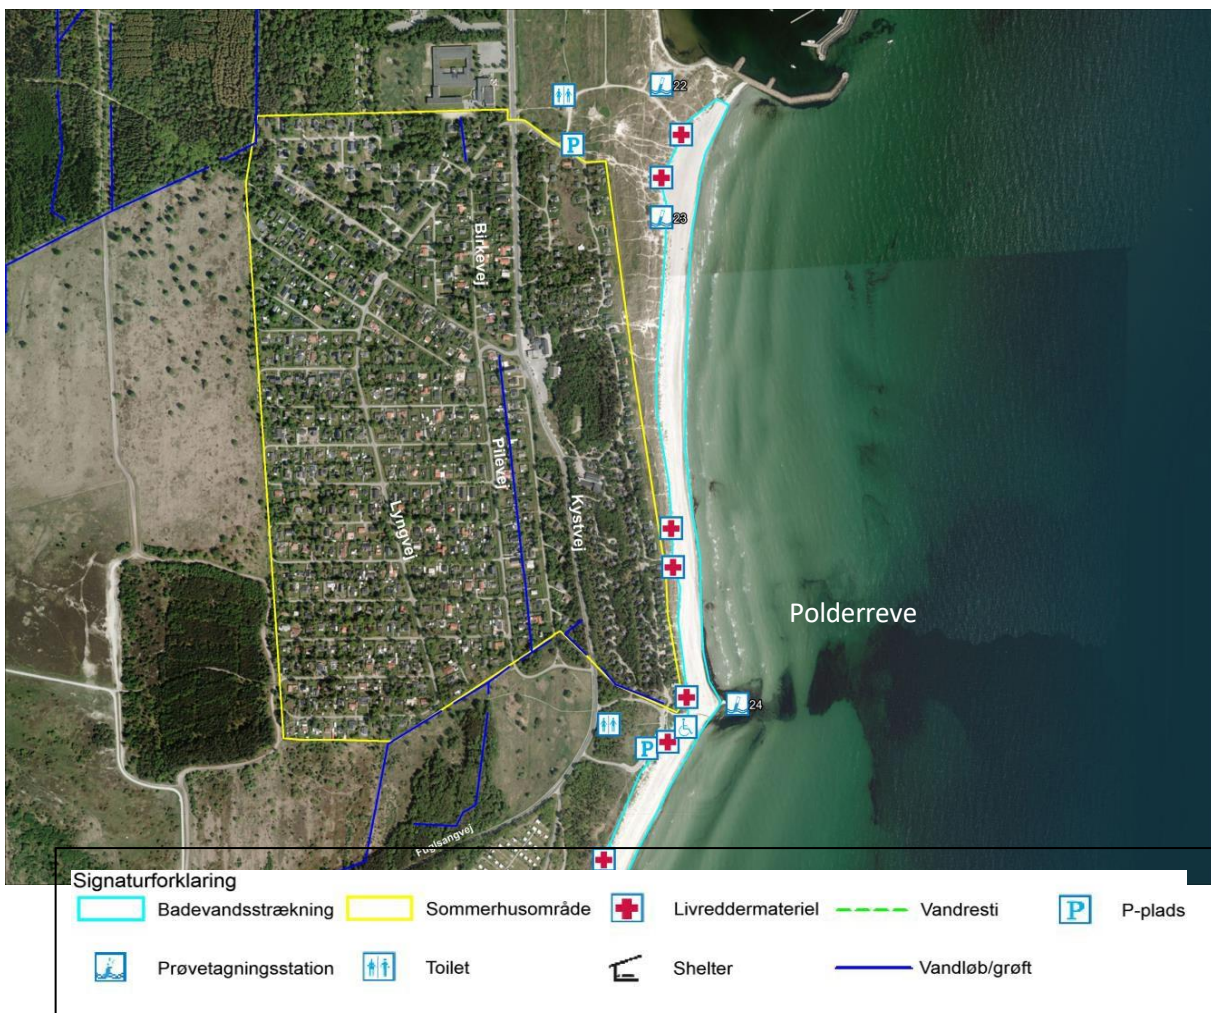 22
P
23
Birkevej
Pilevej
Lyngvej
Kystvej
Polderreve
24
P
Fuglsangvej
Signaturforklaring
Badevandsstrækning Sommerhusområde Livreddermateriel Vandresti P P-plads
Prøvetagningsstation Toilet Shelter Vandløb/grøft